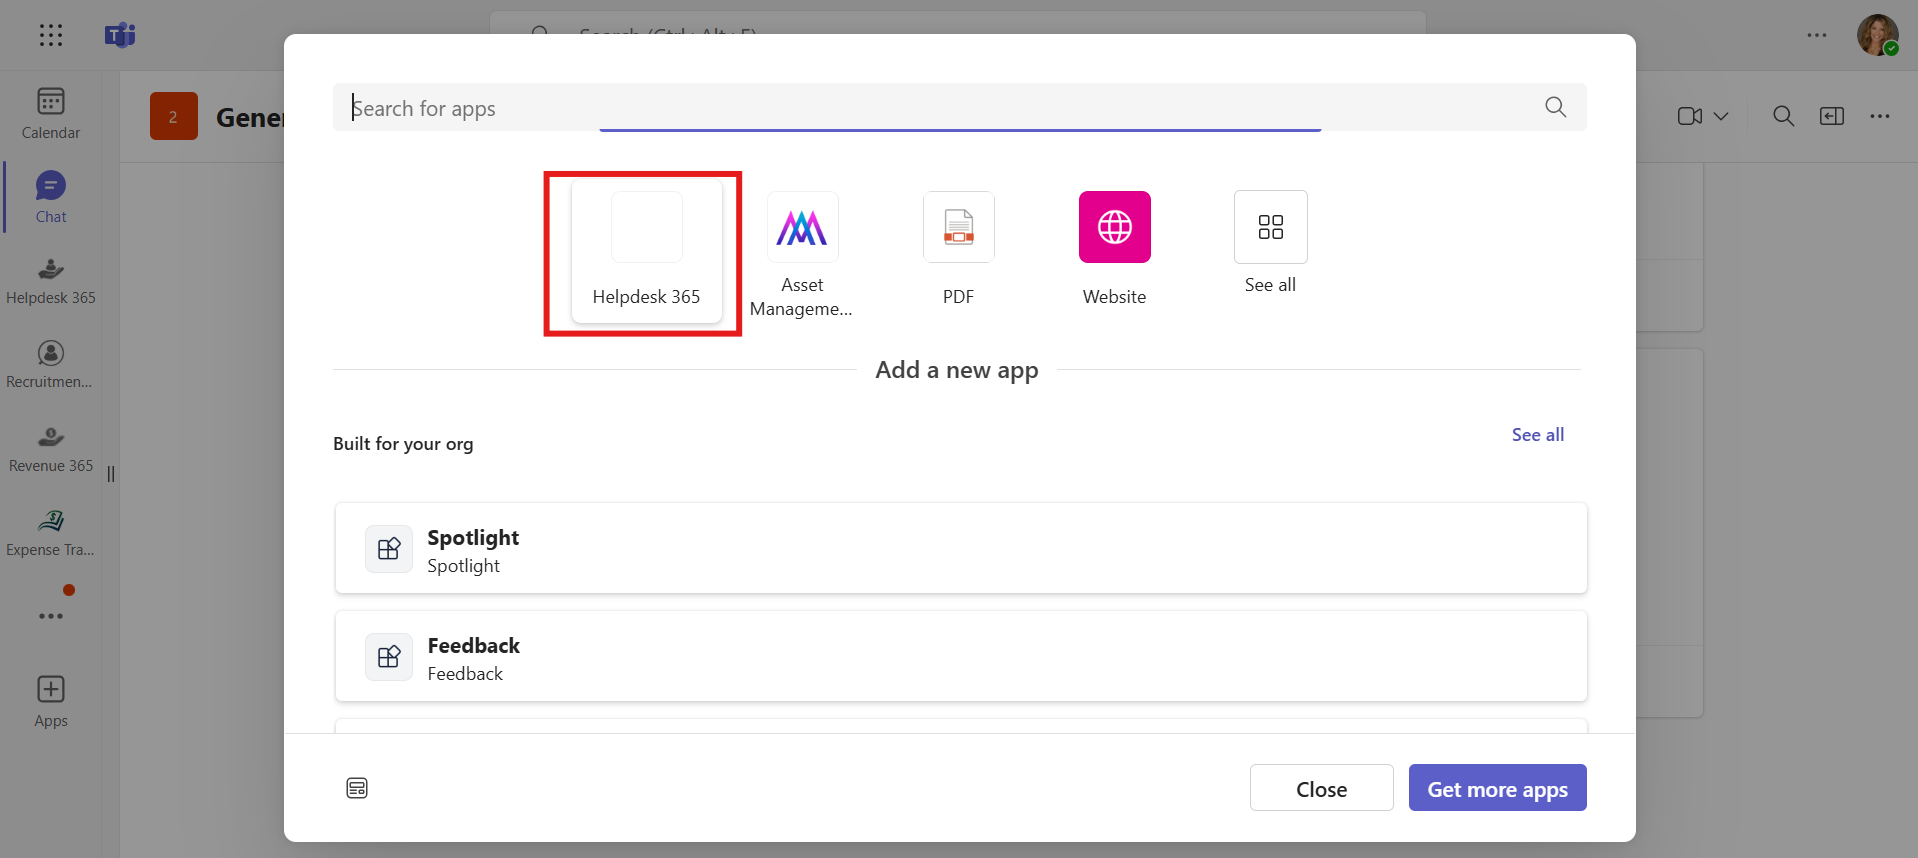 Search (Ctrl+Alt+E)
Calendar
Chat
Helpdesk 365
Recruitmen...
Revenue 365
Expense Tra...
Apps
2
Gener
Search for apps
Helpdesk 365
Asset
Manageme...
PDF
Website
See all
Add a new app
Built for your org
See all
Spotlight
Spotlight
Feedback
Feedback
Close
Get more apps